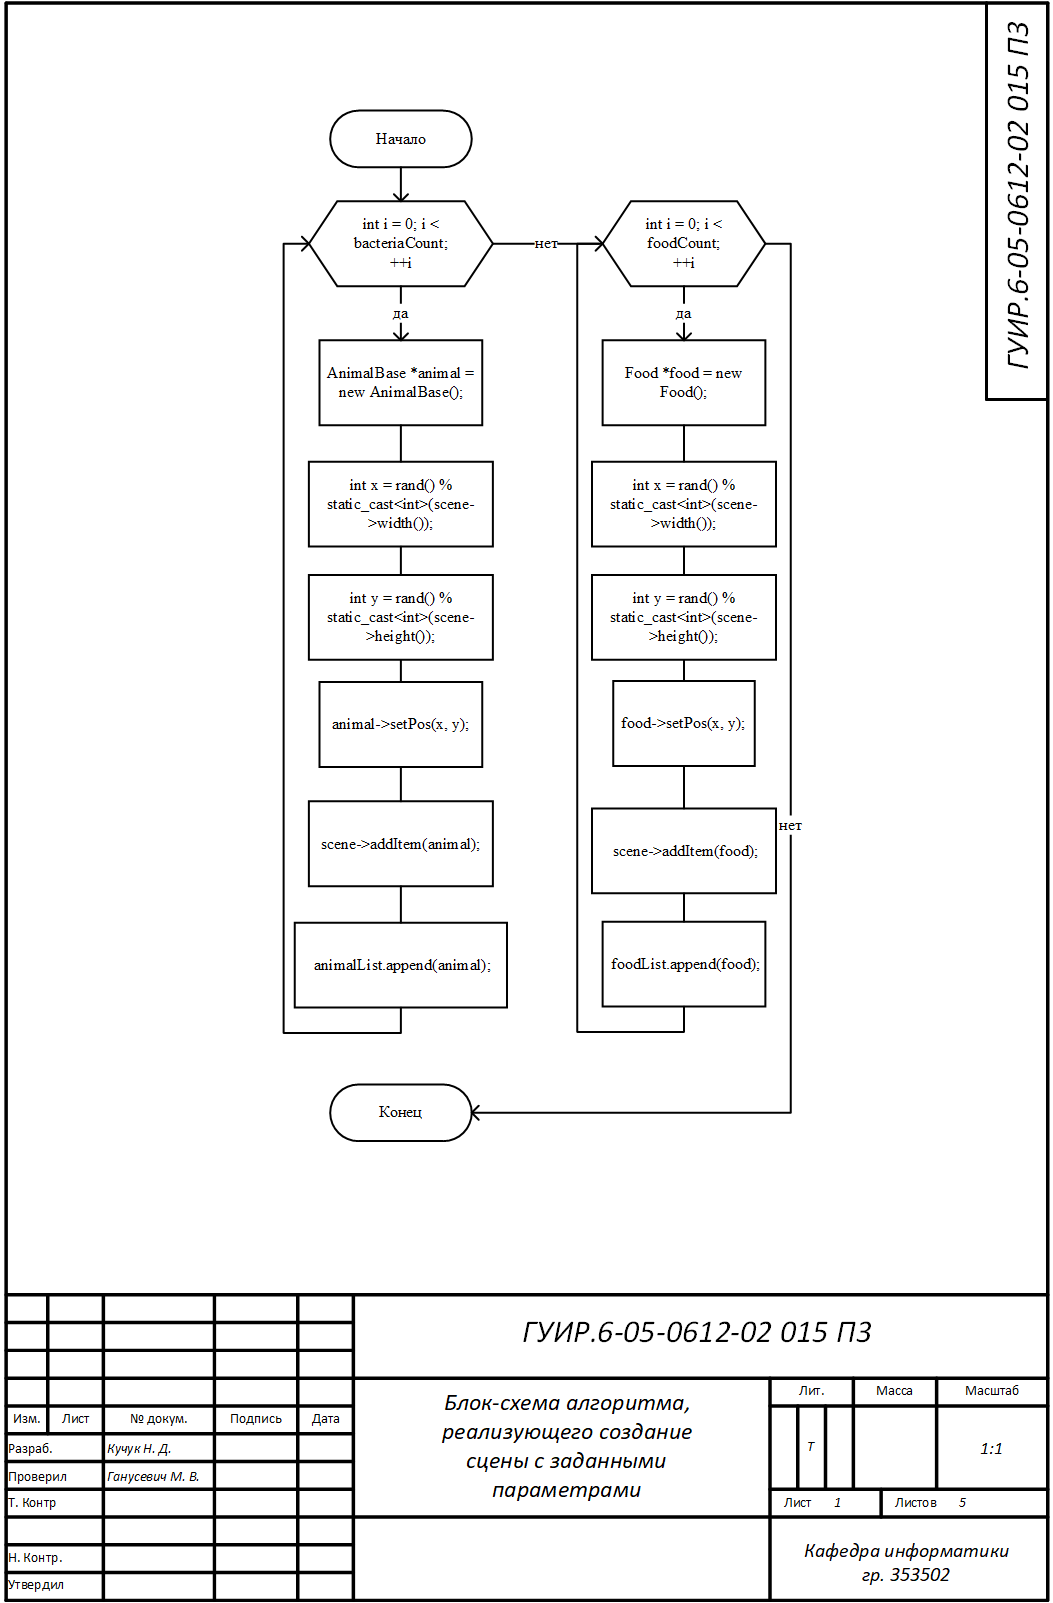 ГУИР.6-05-0612-02 015 ПЗ
Начало
int i = 0; i <
bacteriaCount;
++i
нет
int i = 0; i <
foodCount;
++i
да
да
AnimalBase *animal =
new AnimalBase();
Food *food = new
Food();
int x = rand() %
static_cast<int>(scene-
>width());
int x = rand() %
static_cast<int>(scene-
>width());
int y = rand() %
static_cast<int>(scene-
>height());
int y = rand() %
static_cast<int>(scene-
>height());
animal->setPos(x, y);
food->setPos(x, y);
scene->addItem(animal);
scene->addItem(food);
нет
animalList.append(animal);
foodList.append(food);
Конец
ГУИР.6-05-0612-02 015 ПЗ
Блок-схема алгоритма,
реализующего создание
сцены с заданными
параметрами
Лит.
Масса
Масштаб
Т
1:1
Лист 1
Листов 5
Кафедра информатики
гр. 353502
Изм. Лист № докум. Подпись Дата
Разраб. Кучук Н. Д.
Проверил Ганусевич М. В.
Т. Контр
Н. Контр.
Утвердил